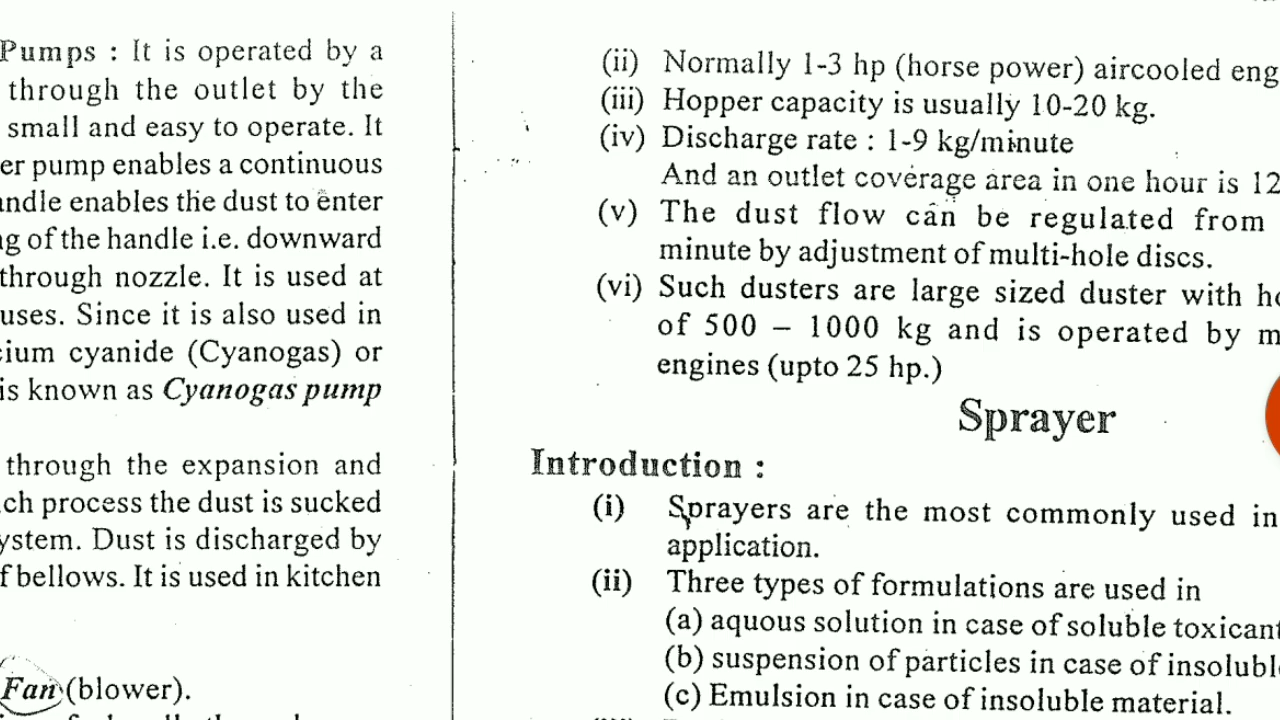 Pumps : It is operated by a
through the outlet by the
small and easy to operate. It
er pump enables a continuous
andle enables the dust to enter
ng of the handle i.e. downward
through nozzle. It is used at
uses. Since it is also used in
cium cyanide (Cyanogas) or
is known as Cyanogas pump
through the expansion and
ch process the dust is sucked
ystem. Dust is discharged by
f bellows. It is used in kitchen
Fan (blower).
(ii) Normally 1-3 hp (horse power) aircooled eng
(iii) Hopper capacity is usually 10-20 kg.
(iv) Discharge rate : 1-9 kg/minute
And an outlet coverage area in one hour is 12
(v) The dust flow can be regulated from
minute by adjustment of multi-hole discs.
(vi) Such dusters are large sized duster with ho
of 500 – 1000 kg and is operated by m
engines (upto 25 hp.)
Sprayer
Introduction :
(i) Sprayers are the most commonly used in
application.
(ii) Three types of formulations are used in
(a) aquous solution in case of soluble toxicant
(b) suspension of particles in case of insoluble
(c) Emulsion in case of insoluble material.